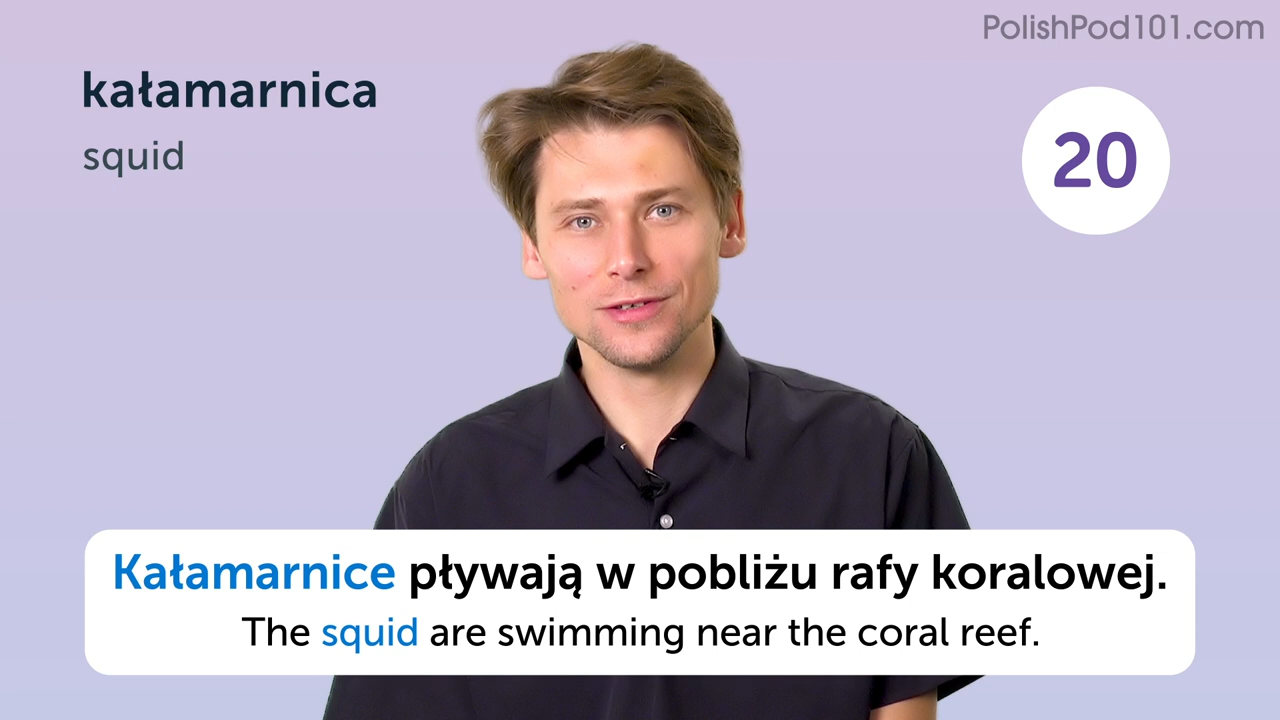 PolishPod101.com
kałamarnica
squid
20
Kałamarnice pływają w pobliżu rafy koralowej.
The squid are swimming near the coral reef.